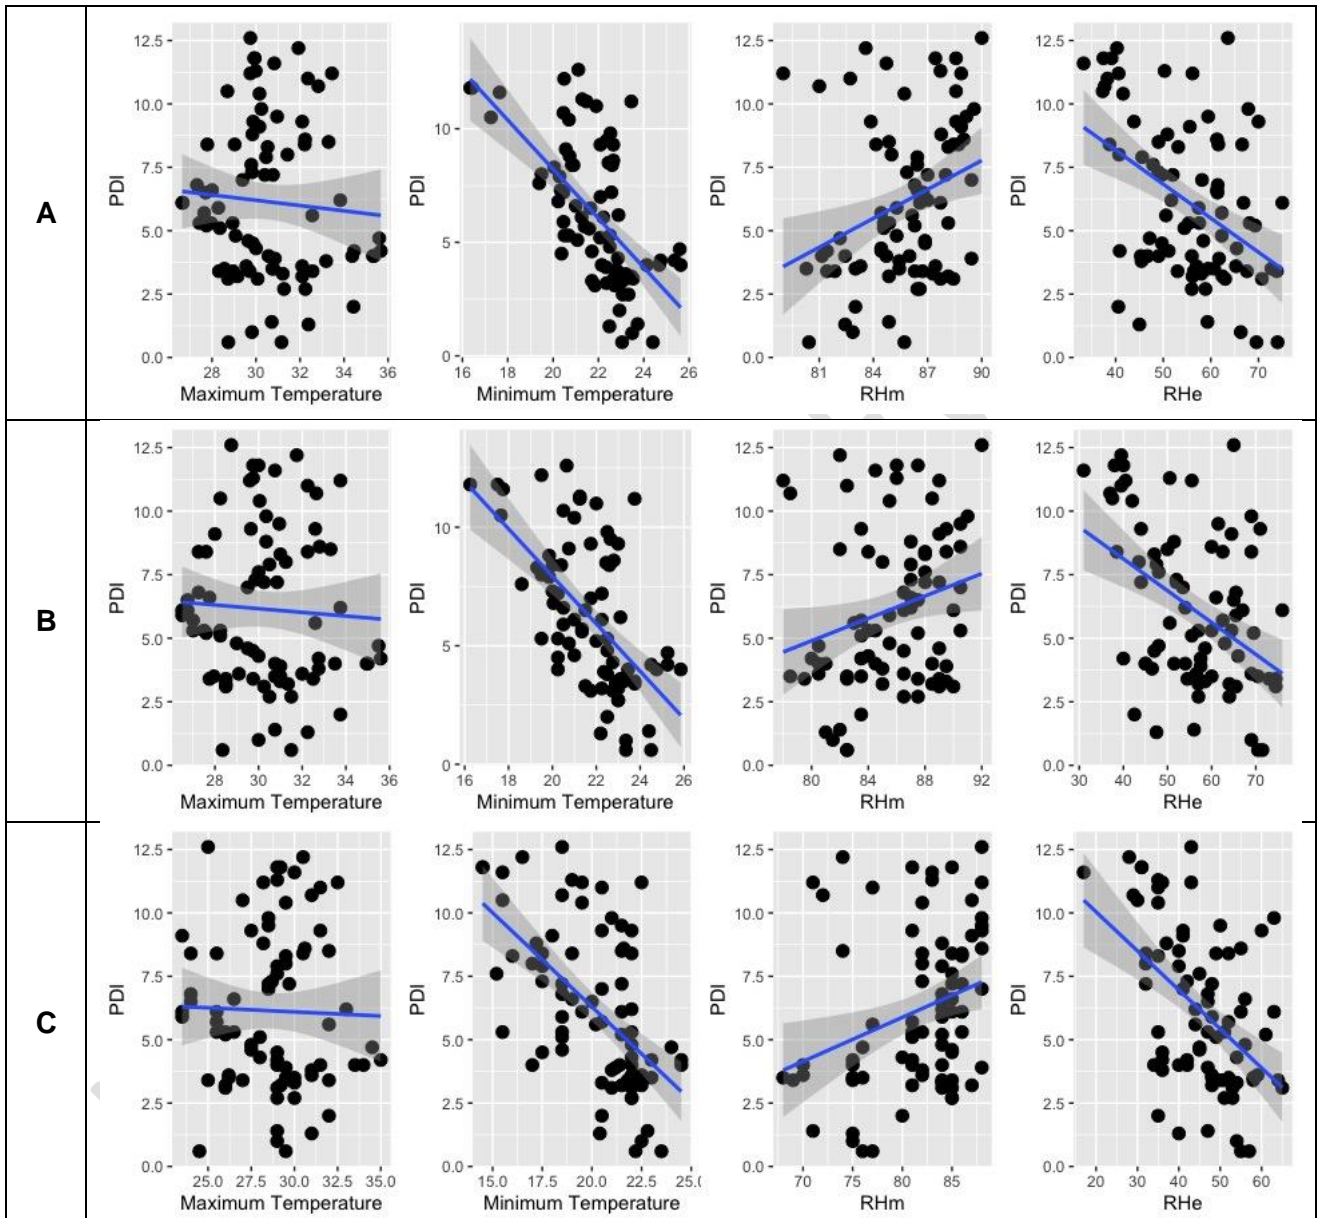 A
PDI
12.5
10.0
7.5
5.0
2.5
0.0
28 30 32 34 36
Maximum Temperature
PDI
10
5
0
16 18 20 22 24 26
Minimum Temperature
PDI
12.5
10.0
7.5
5.0
2.5
0.0
81 84 87 90
RHm
PDI
12.5
10.0
7.5
5.0
2.5
0.0
40 50 60 70
RHe
B
PDI
12.5
10.0
7.5
5.0
2.5
0.0
28 30 32 34 36
Maximum Temperature
PDI
10
5
0
16 18 20 22 24 26
Minimum Temperature
PDI
12.5
10.0
7.5
5.0
2.5
0.0
80 84 88 92
RHm
PDI
12.5
10.0
7.5
5.0
2.5
0.0
30 40 50 60 70
RHe
C
PDI
12.5
10.0
7.5
5.0
2.5
0.0
25.0 27.5 30.0 32.5 35.0
Maximum Temperature
PDI
12.5
10.0
7.5
5.0
2.5
0.0
15.0 17.5 20.0 22.5 25.0
Minimum Temperature
PDI
12.5
10.0
7.5
5.0
2.5
0.0
70 75 80 85
RHm
PDI
12.5
10.0
7.5
5.0
2.5
0.0
20 30 40 50 60
RHe